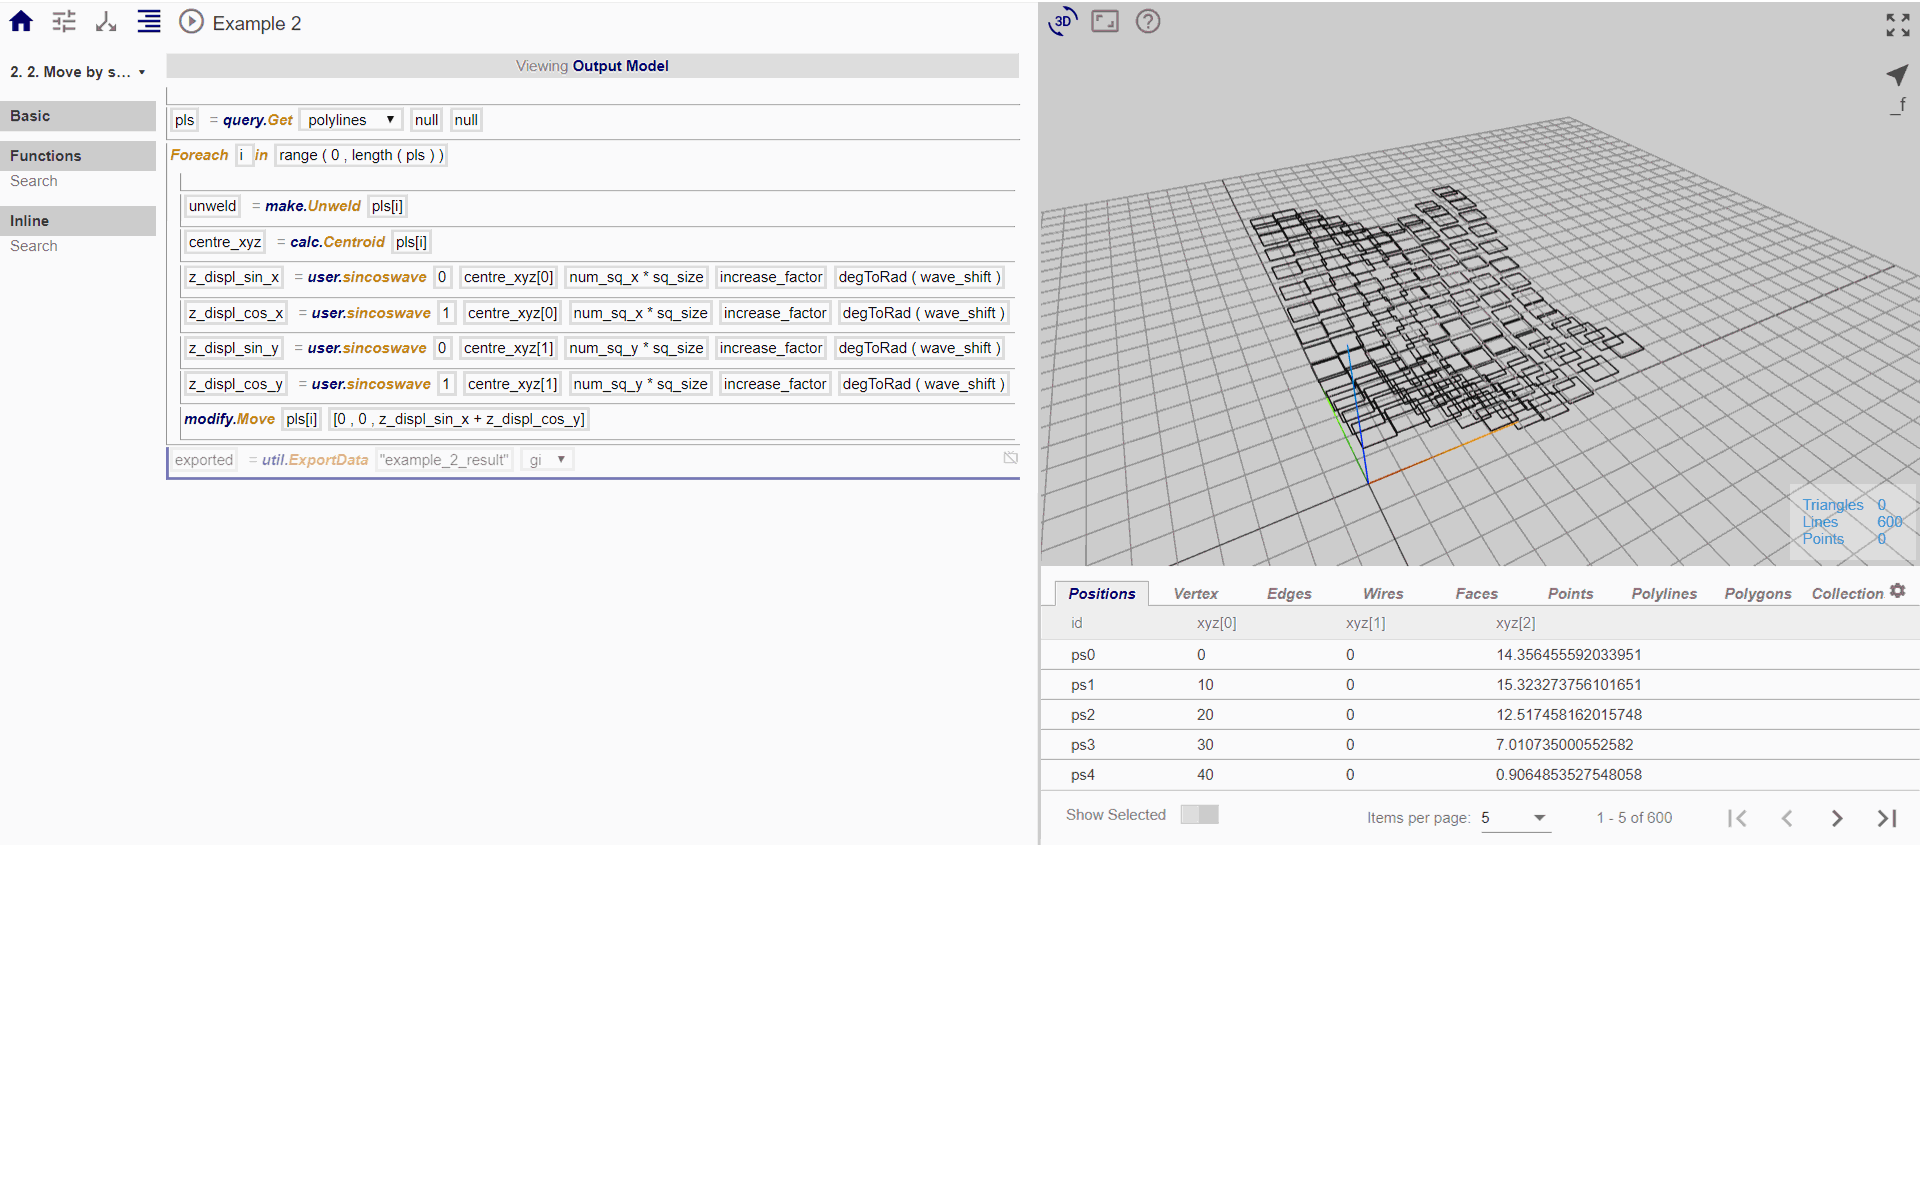 Example 2
2. 2. Move by s...
Basic
Functions
Search
Inline
Search
Viewing Output Model
pls = query.Get polylines null null
Foreach i in range ( 0 , length ( pls ) )
unweld = make.Unweld pls[i]
centre_xyz = calc.Centroid pls[i]
z_displ_sin_x = user.sincoswave 0 centre_xyz[0] num_sq_x * sq_size increase_factor degToRad ( wave_shift )
z_displ_cos_x = user.sincoswave 1 centre_xyz[0] num_sq_x * sq_size increase_factor degToRad ( wave_shift )
z_displ_sin_y = user.sincoswave 0 centre_xyz[1] num_sq_y * sq_size increase_factor degToRad ( wave_shift )
z_displ_cos_y = user.sincoswave 1 centre_xyz[1] num_sq_y * sq_size increase_factor degToRad ( wave_shift )
modify.Move pls[i] [0 , 0 , z_displ_sin_x + z_displ_cos_y]
exported = util.ExportData "example_2_result" gi
3D
_f
Triangles 0
Lines 600
Points 0
Positions Vertex Edges Wires Faces Points Polylines Polygons Collection
id xyz[0] xyz[1] xyz[2]
ps0 0 0 14.356455592033951
ps1 10 0 15.323273756101651
ps2 20 0 12.517458162015748
ps3 30 0 7.010735000552582
ps4 40 0 0.9064853527548058
Show Selected Items per page: 5 1 - 5 of 600